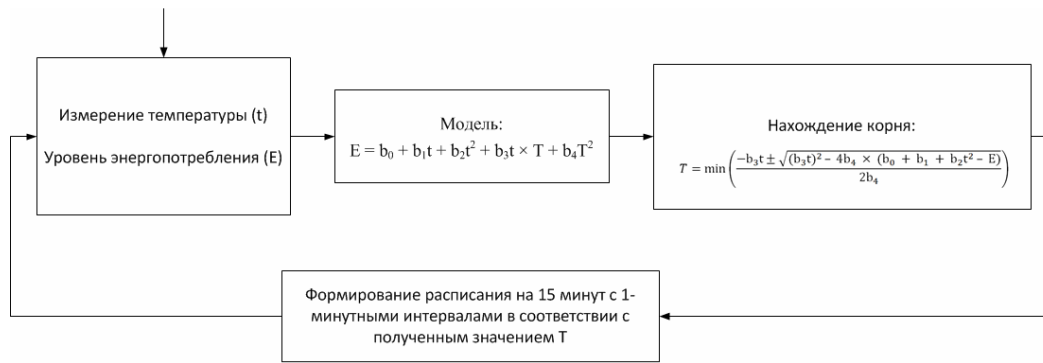 Измерение температуры (t)
Уровень энергопотребления (E)
Модель:
E = b₀ + b₁t + b₂t² + b₃t × T + b₄T²
Нахождение корня:
T = min((−b₃t ± √((b₃t)² − 4b₄ × (b₀ + b₁ + b₂t² − E)))/(2b₄))
Формирование расписания на 15 минут с 1-
минутными интервалами в соответствии с
полученным значением T